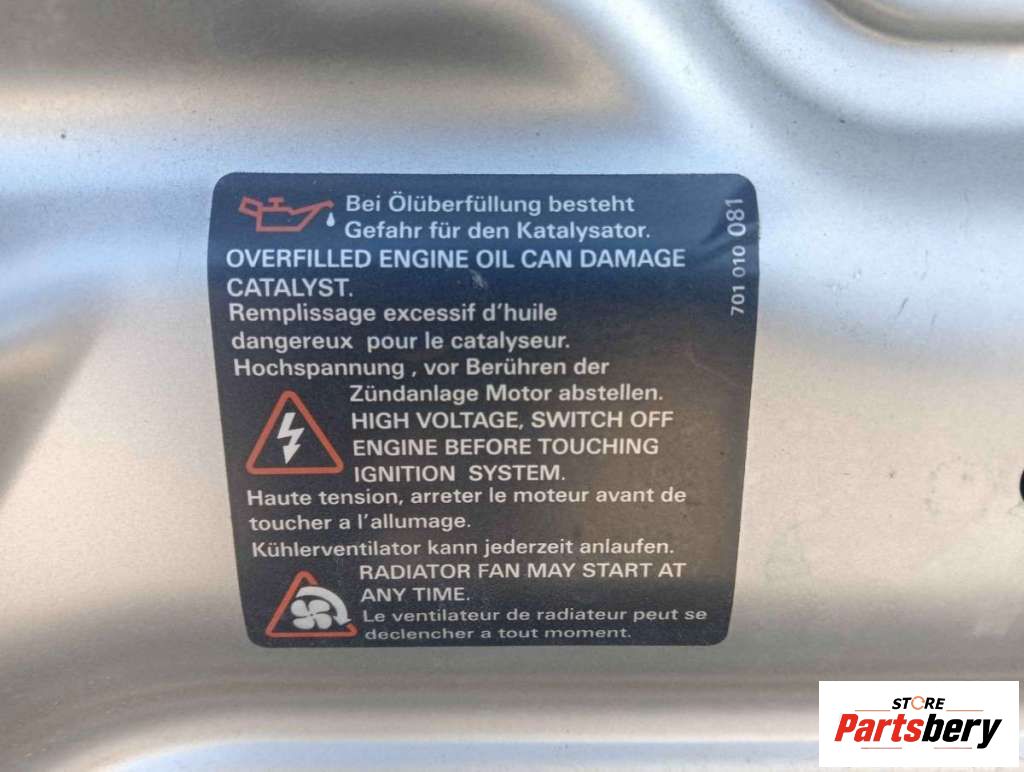 Bei Ölüberfüllung besteht
Gefahr für den Katalysator.
OVERFILLED ENGINE OIL CAN DAMAGE
CATALYST.
Remplissage excessif d'huile
dangereux pour le catalyseur.
Hochspannung , vor Berühren der
Zündanlage Motor abstellen.
HIGH VOLTAGE, SWITCH OFF
ENGINE BEFORE TOUCHING
IGNITION SYSTEM.
Haute tension, arreter le moteur avant de
toucher a l'allumage.
Kühlerventilator kann jederzeit anlaufen.
RADIATOR FAN MAY START AT
ANY TIME.
Le ventilateur de radiateur peut se
declencher a tout moment.
701 010 081
STORE
Partsbery